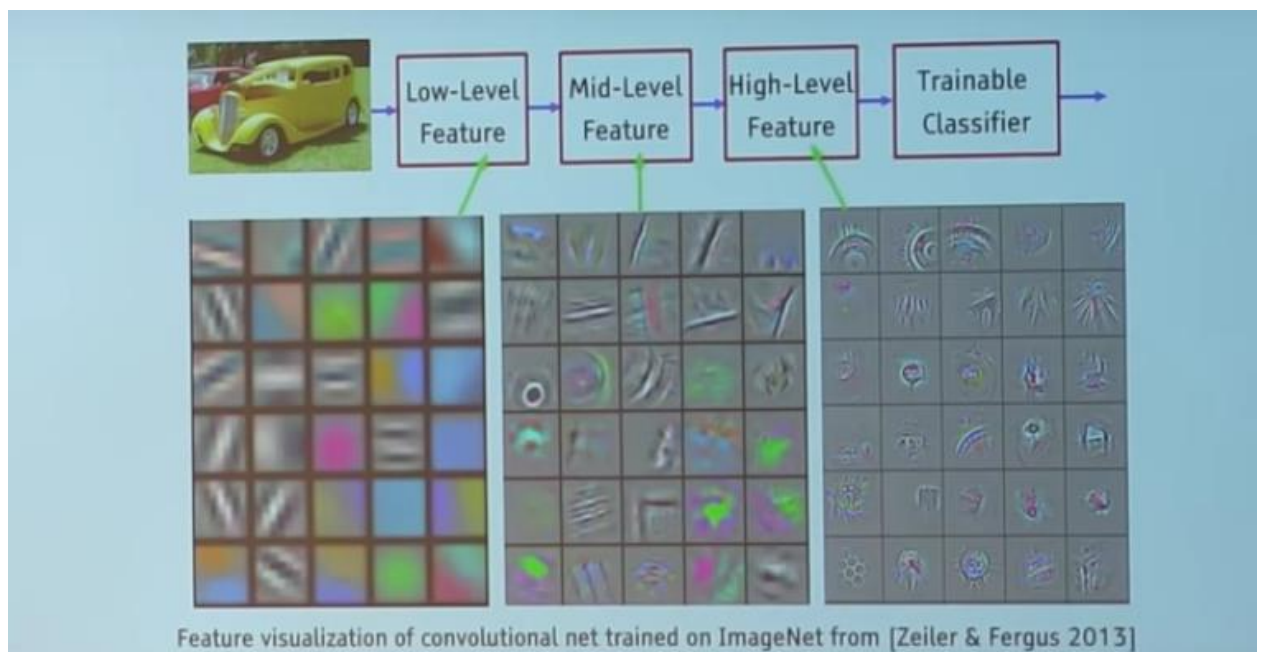 Low-Level
Feature
Mid-Level
Feature
High-Level
Feature
Trainable
Classifier
Feature visualization of convolutional net trained on ImageNet from [Zeiler & Fergus 2013]